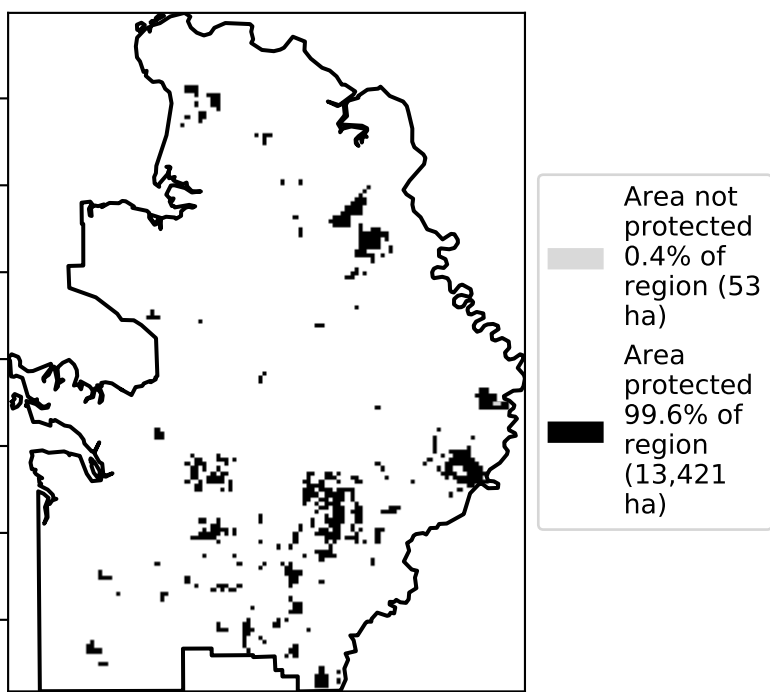 Area not
protected
0.4% of
region (53
ha)
Area
protected
99.6% of
region
(13,421
ha)